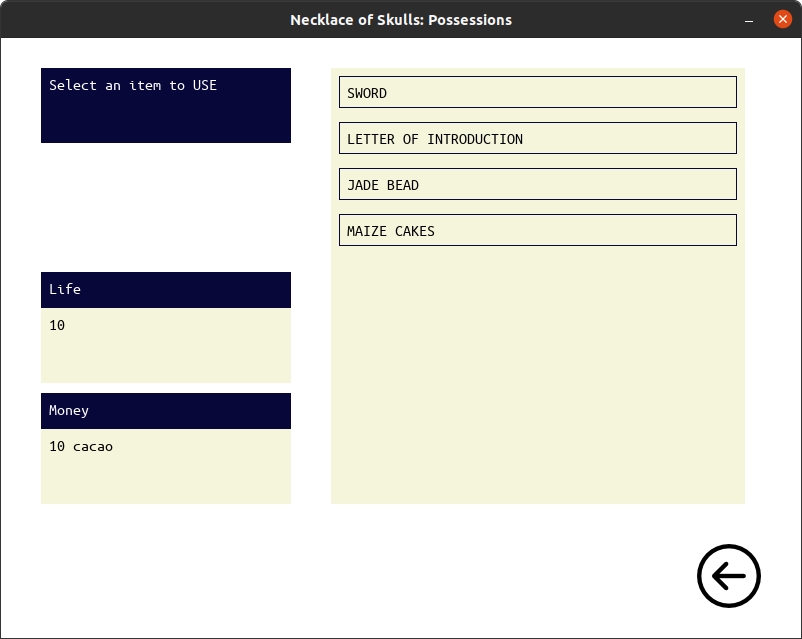 Necklace of Skulls: Possessions
Select an item to USE
Life
10
Money
10 cacao
SWORD
LETTER OF INTRODUCTION
JADE BEAD
MAIZE CAKES